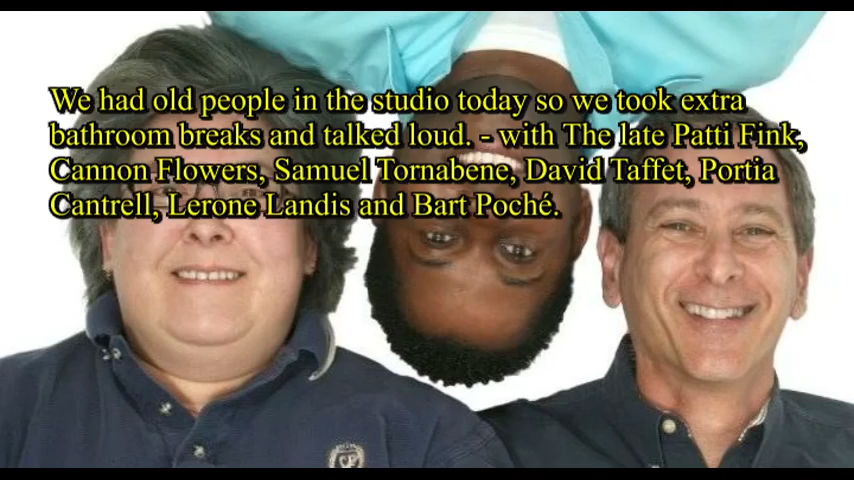 We had old people in the studio today so we took extra
bathroom breaks and talked loud. - with The late Patti Fink,
Cannon Flowers, Samuel Tornabene, David Taffet, Portia
Cantrell, Lerone Landis and Bart Poché.